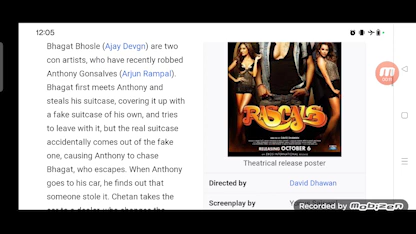 12:05
Bhagat Bhosle (Ajay Devgn) are two
con artists, who have recently robbed
Anthony Gonsalves (Arjun Rampal).
Bhagat first meets Anthony and
steals his suitcase, covering it up with
a fake suitcase of his own, and tries
to leave with it, but the real suitcase
accidentally comes out of the fake
one, causing Anthony to chase
Bhagat, who escapes. When Anthony
goes to his car, he finds out that
someone stole it. Chetan takes the
RASCALS
RELEASING OCTOBER 6
Theatrical release poster
Directed by
David Dhawan
Screenplay by
Recorded by
MOBIZEN